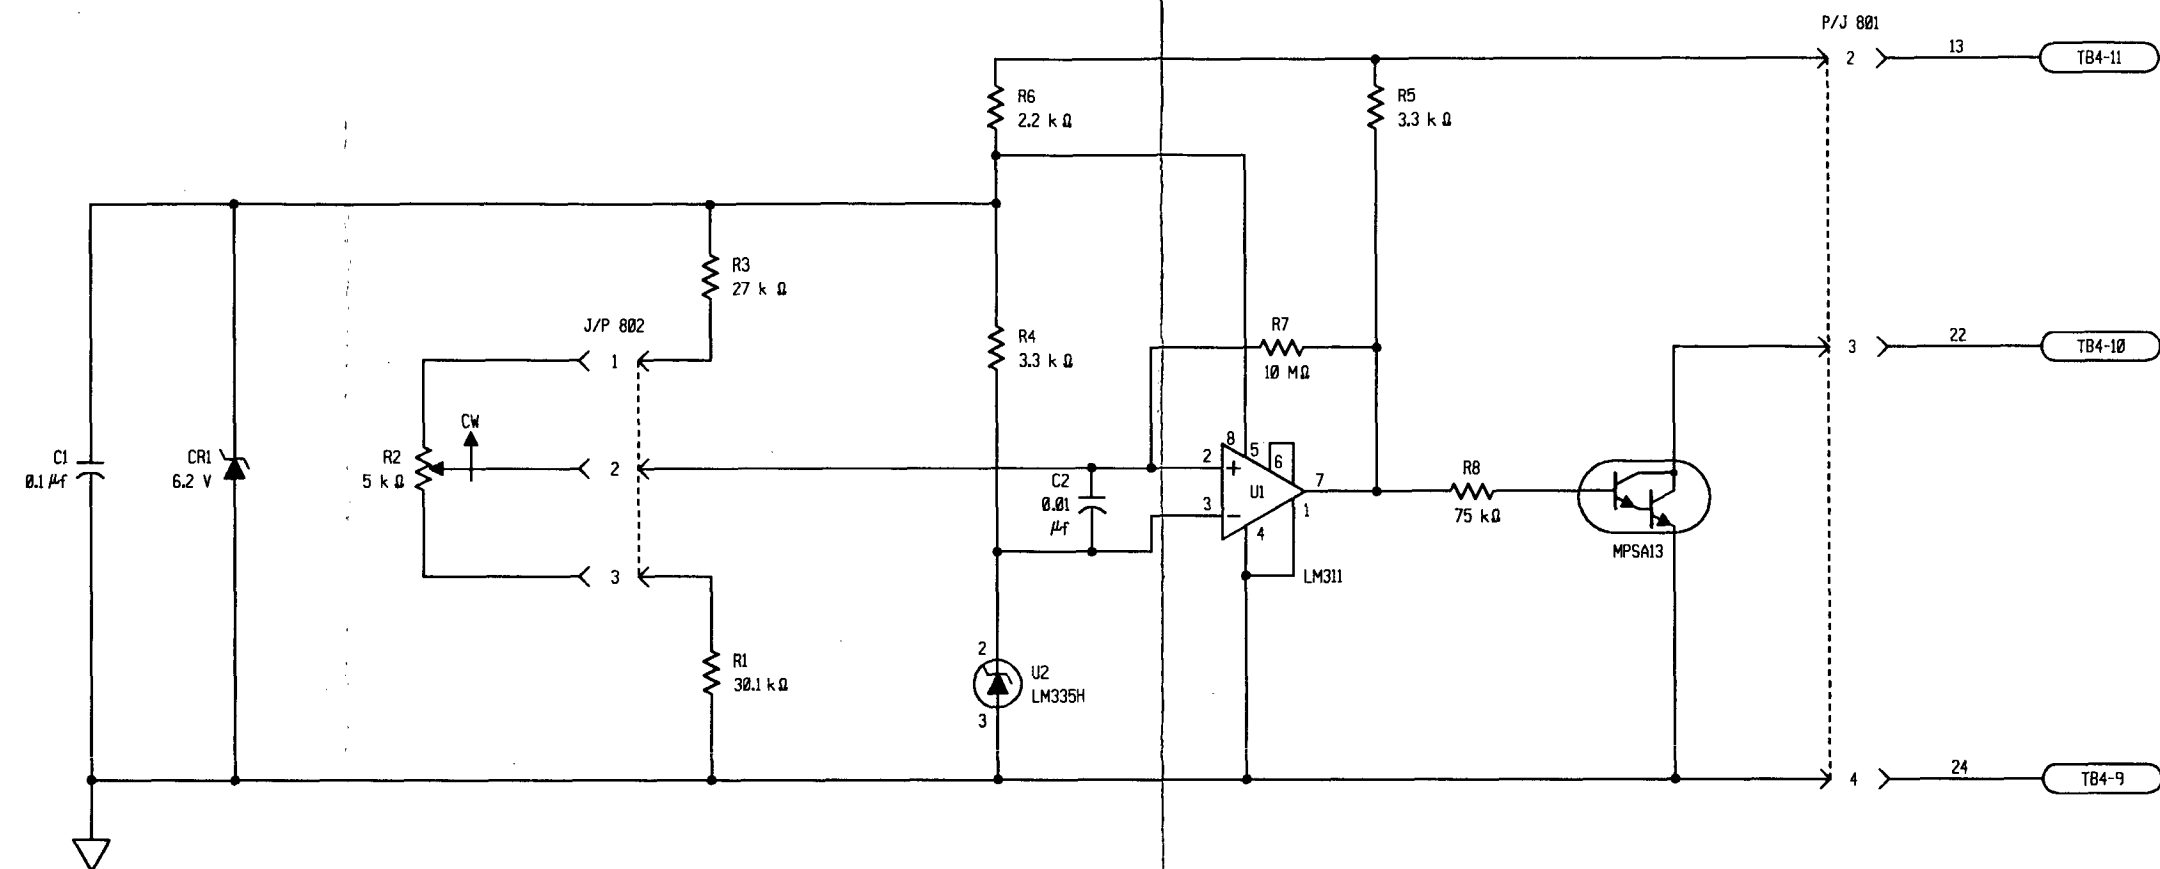 P/J 801
2
13
TB4-11
R6
2.2 k Ω
R5
3.3 k Ω
R3
27 k Ω
J/P 802
1
R4
3.3 k Ω
R7
10 MΩ
3
22
TB4-10
CW
C1
0.1 μf
CR1
6.2 V
R2
5 k Ω
2
C2
0.01
μf
2
8
5
6
+
U1
7
3
−
1
4
LM311
R8
75 kΩ
MPSA13
3
R1
30.1 k Ω
2
U2
LM335H
3
4
24
TB4-9